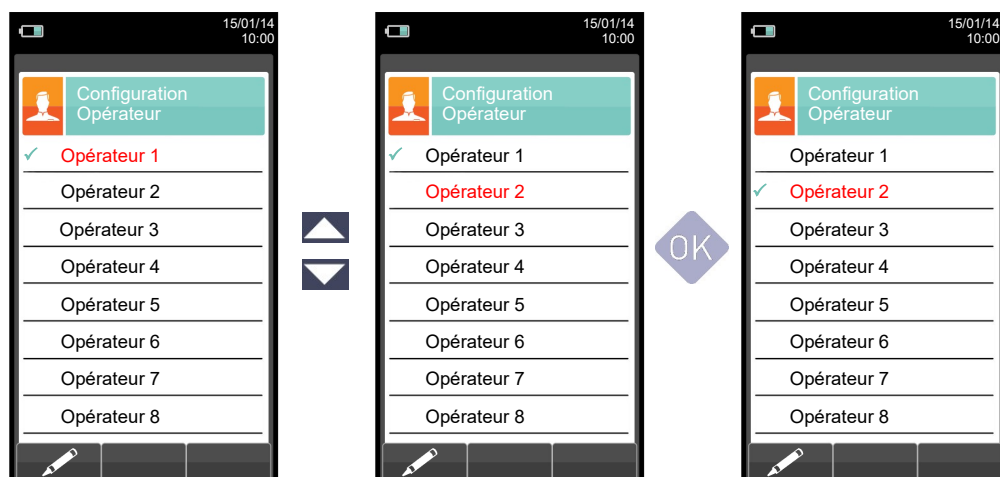 15/01/14
10:00
Configuration
Opérateur
Opérateur 1
Opérateur 2
Opérateur 3
Opérateur 4
Opérateur 5
Opérateur 6
Opérateur 7
Opérateur 8
15/01/14
10:00
Configuration
Opérateur
Opérateur 1
Opérateur 2
Opérateur 3
Opérateur 4
Opérateur 5
Opérateur 6
Opérateur 7
Opérateur 8
OK
15/01/14
10:00
Configuration
Opérateur
Opérateur 1
Opérateur 2
Opérateur 3
Opérateur 4
Opérateur 5
Opérateur 6
Opérateur 7
Opérateur 8